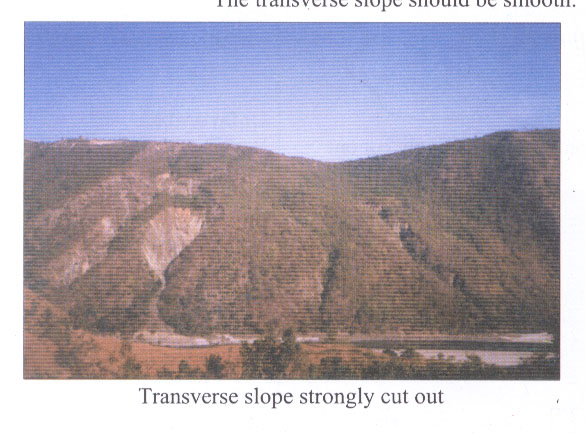 The transverse slope should be smooth.
Transverse slope strongly cut out